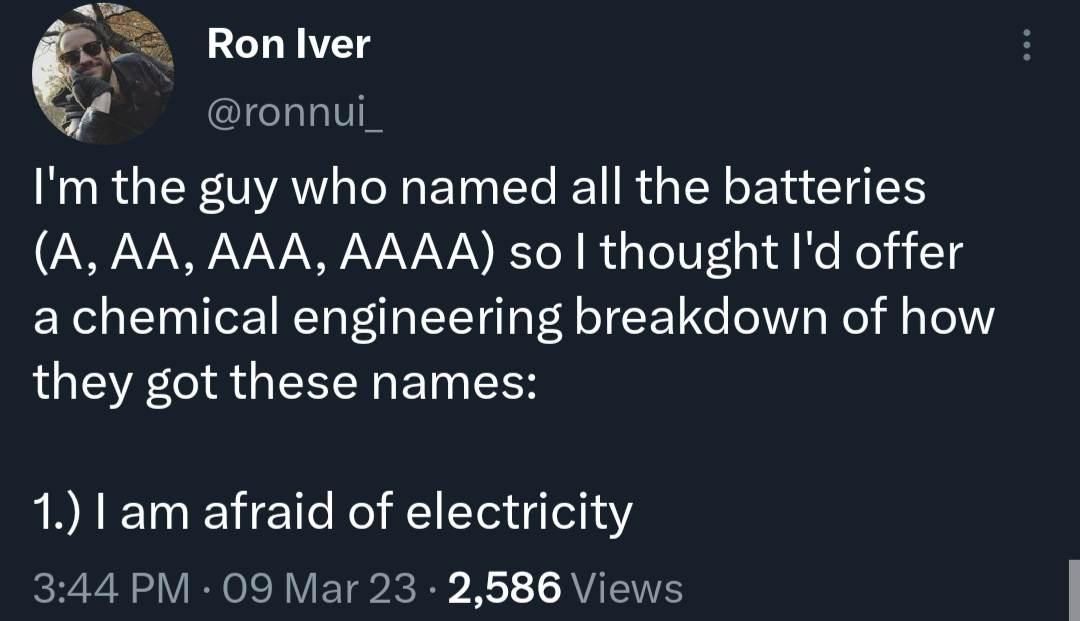 Ron Iver
@ronnui_
I'm the guy who named all the batteries
(A, AA, AAA, AAAA) so I thought I'd offer
a chemical engineering breakdown of how
they got these names:
1.) I am afraid of electricity
3:44 PM · 09 Mar 23 · 2,586 Views